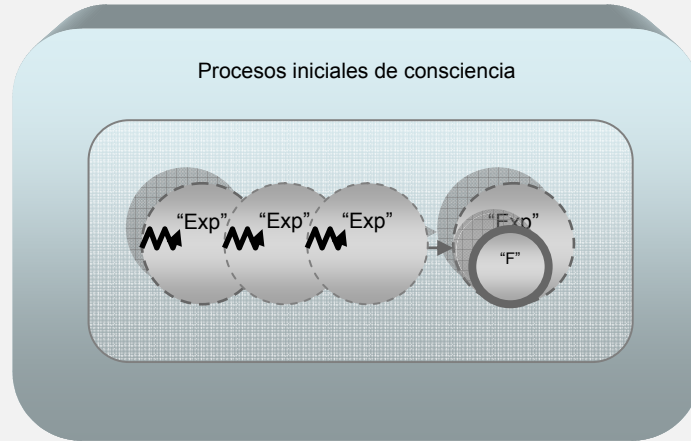 Procesos iniciales de consciencia
“Exp” “Exp” “Exp” “Exp”
“F”